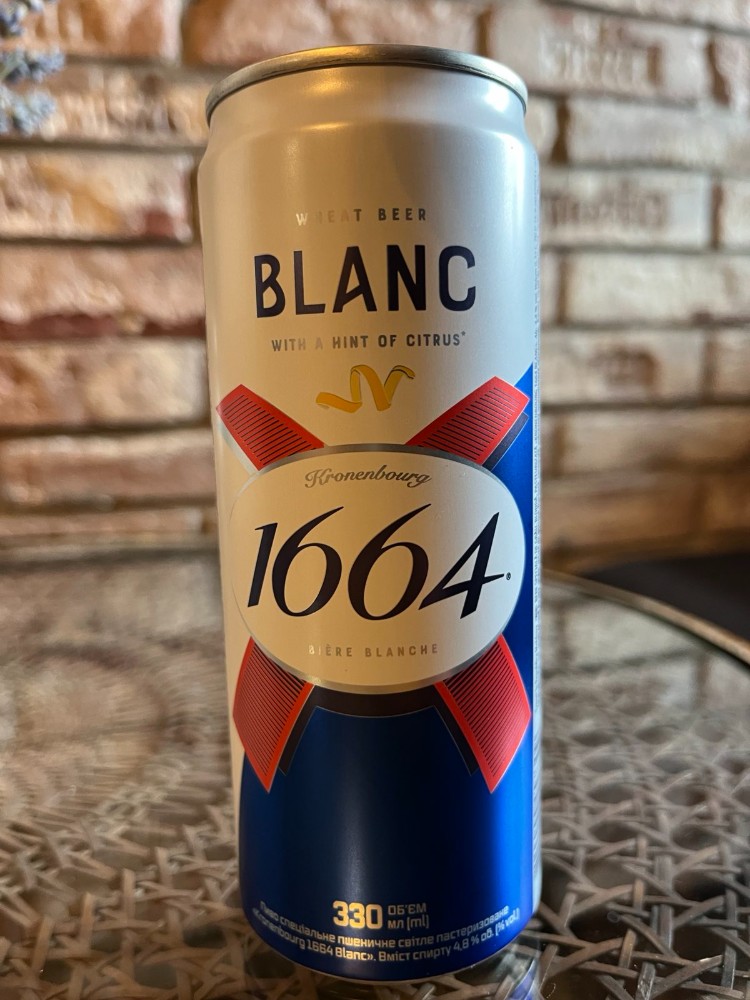 WHEAT BEER
BLANC
WITH A HINT OF CITRUS*
Kronenbourg
1664®
BIÈRE BLANCHE
330 ОБ'ЄМ
мл (ml)
Пиво спеціальне пшеничне світле пастеризоване
«Kronenbourg 1664 Blanc». Вміст спирту 4,8 % об. (% vol)